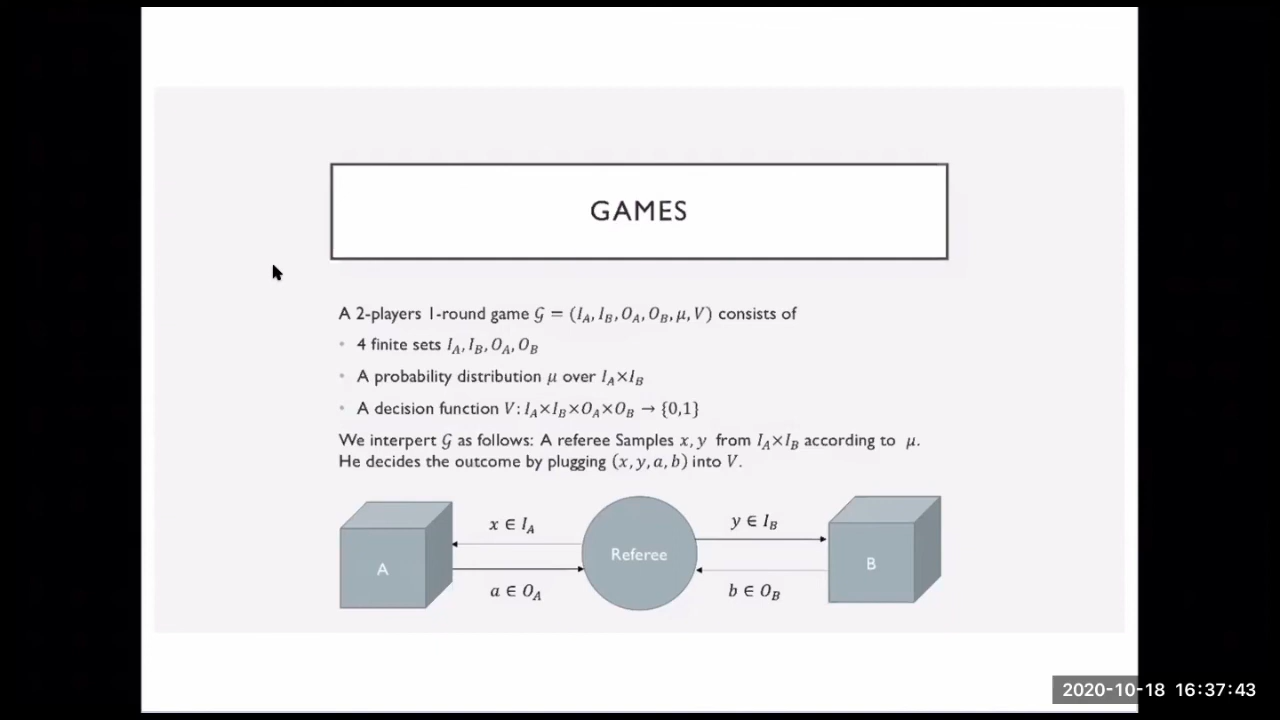 GAMES
A 2-players 1-round game 𝒢 = (I_A, I_B, O_A, O_B, μ, V) consists of
• 4 finite sets I_A, I_B, O_A, O_B
• A probability distribution μ over I_A×I_B
• A decision function V: I_A×I_B×O_A×O_B → {0,1}
We interpert 𝒢 as follows: A referee Samples x, y from I_A×I_B according to μ.
He decides the outcome by plugging (x, y, a, b) into V.
x ∈ I_A
y ∈ I_B
A
Referee
B
a ∈ O_A
b ∈ O_B
2020-10-18 16:37:43